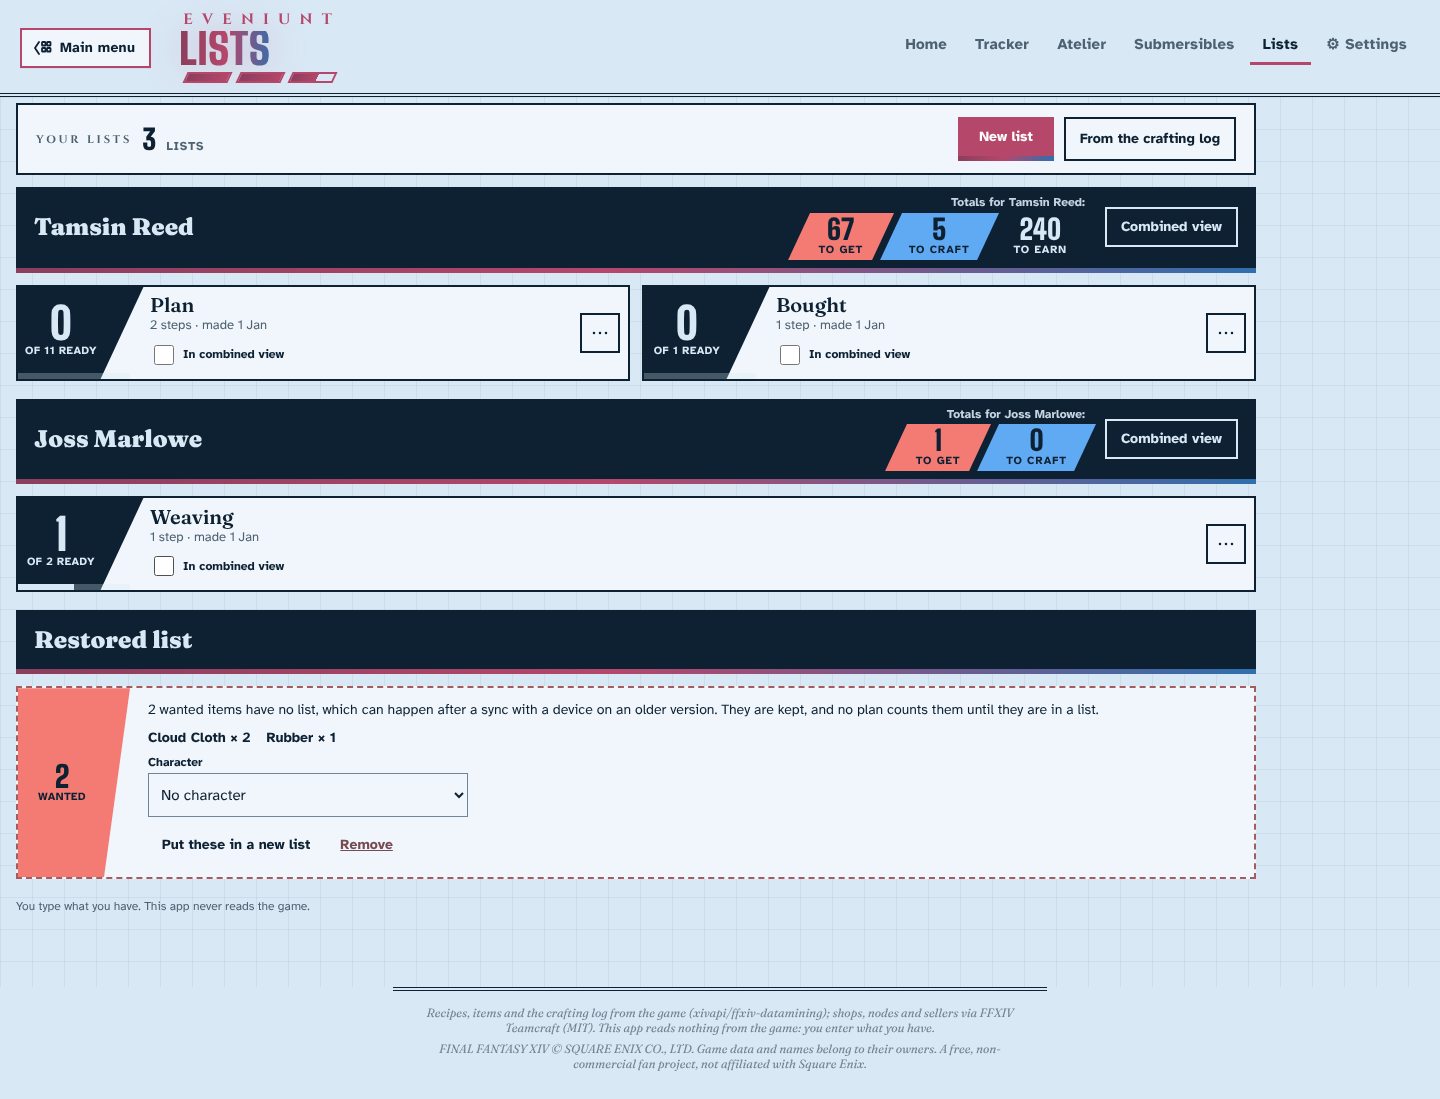 Main menu
EVENIUNT
LISTS
Home
Tracker
Atelier
Submersibles
Lists
⚙ Settings
YOUR LISTS 3 LISTS
New list
From the crafting log
Tamsin Reed
Totals for Tamsin Reed:
67
TO GET
5
TO CRAFT
240
TO EARN
Combined view
0
OF 11 READY
Plan
2 steps · made 1 Jan
In combined view
...
0
OF 1 READY
Bought
1 step · made 1 Jan
In combined view
...
Joss Marlowe
Totals for Joss Marlowe:
1
TO GET
0
TO CRAFT
Combined view
1
OF 2 READY
Weaving
1 step · made 1 Jan
In combined view
...
Restored list
2
WANTED
2 wanted items have no list, which can happen after a sync with a device on an older version. They are kept, and no plan counts them until they are in a list.
Cloud Cloth × 2 Rubber × 1
Character
No character
Put these in a new list
Remove
You type what you have. This app never reads the game.
Recipes, items and the crafting log from the game (xivapi/ffxiv-datamining); shops, nodes and sellers via FFXIV
Teamcraft (MIT). This app reads nothing from the game: you enter what you have.
FINAL FANTASY XIV © SQUARE ENIX CO., LTD. Game data and names belong to their owners. A free, non-
commercial fan project, not affiliated with Square Enix.